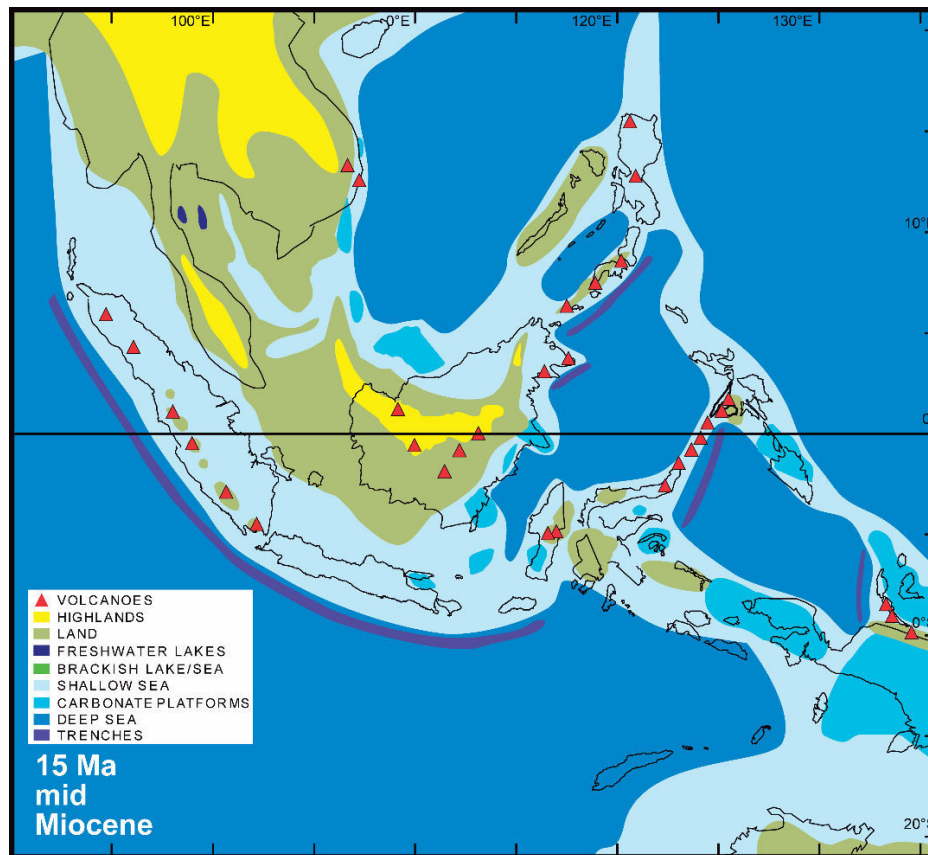 100°E
0°E
120°E
130°E
10°N
0
0°S
20°S
VOLCANOES
HIGHLANDS
LAND
FRESHWATER LAKES
BRACKISH LAKE/SEA
SHALLOW SEA
CARBONATE PLATFORMS
DEEP SEA
TRENCHES
15 Ma
mid
Miocene